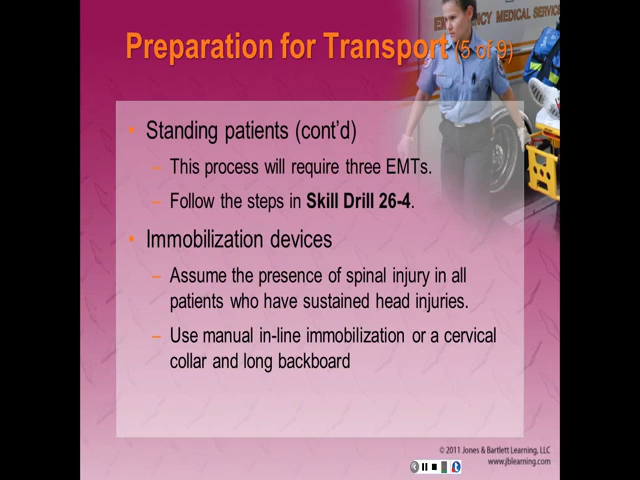 EMERGENCY MEDICAL SERVICE
Preparation for Transport (5 of 9)
• Standing patients (cont'd)
– This process will require three EMTs.
– Follow the steps in Skill Drill 26-4.
• Immobilization devices
– Assume the presence of spinal injury in all
patients who have sustained head injuries.
– Use manual in-line immobilization or a cervical
collar and long backboard
© 2011 Jones & Bartlett Learning, LLC
www.jblearning.com